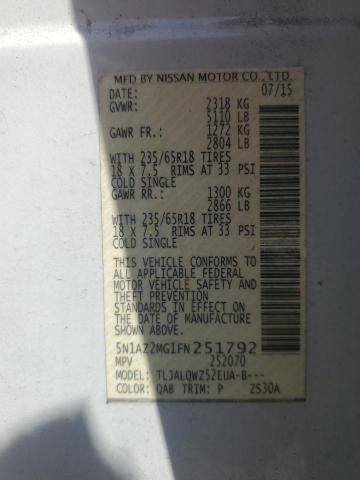 MFD BY NISSAN MOTOR CO., LTD.
DATE: 07/15
GVWR: 2318 KG
5110 LB
GAWR FR.: 1272 KG
2804 LB
WITH 235/65R18 TIRES
18 X 7.5 RIMS AT 33 PSI
COLD SINGLE
GAWR RR.: 1300 KG
2866 LB
WITH 235/65R18 TIRES
18 X 7.5 RIMS AT 33 PSI
COLD SINGLE
THIS VEHICLE CONFORMS TO
ALL APPLICABLE FEDERAL
MOTOR VEHICLE SAFETY AND
THEFT PREVENTION
STANDARDS IN EFFECT ON
THE DATE OF MANUFACTURE
SHOWN ABOVE.
5N1AZ2MG1FN251792
MPV 252070
MODEL: TLJALQWZ52EUA-B---
COLOR: QAB TRIM: P ZS30A